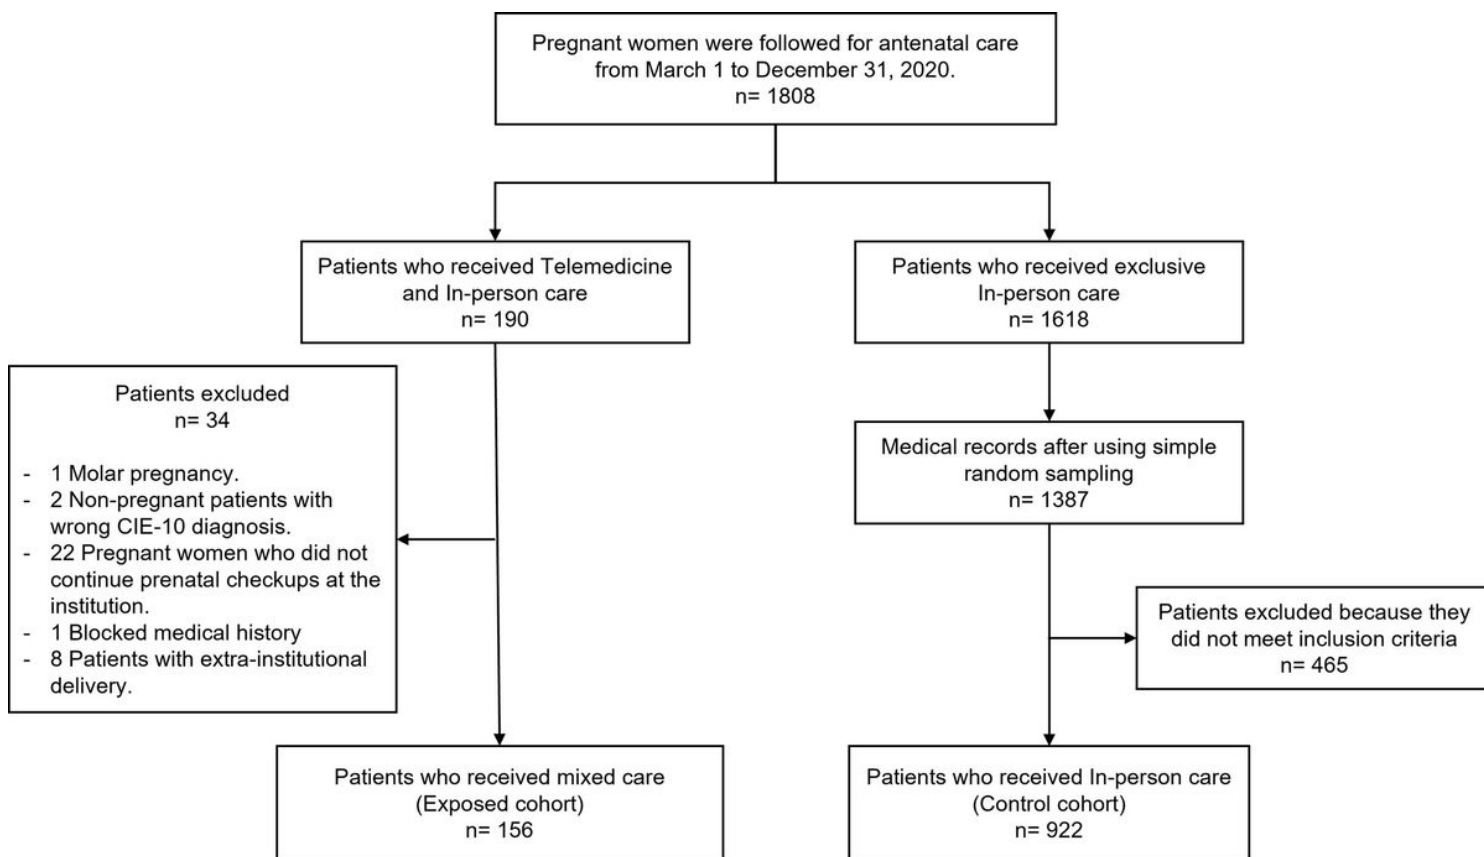 Pregnant women were followed for antenatal care
from March 1 to December 31, 2020.
n= 1808
Patients who received Telemedicine
and In-person care
n= 190
Patients who received exclusive
In-person care
n= 1618
Patients excluded
n= 34
- 1 Molar pregnancy.
- 2 Non-pregnant patients with
wrong CIE-10 diagnosis.
- 22 Pregnant women who did not
continue prenatal checkups at the
institution.
- 1 Blocked medical history
- 8 Patients with extra-institutional
delivery.
Medical records after using simple
random sampling
n= 1387
Patients excluded because they
did not meet inclusion criteria
n= 465
Patients who received mixed care
(Exposed cohort)
n= 156
Patients who received In-person care
(Control cohort)
n= 922